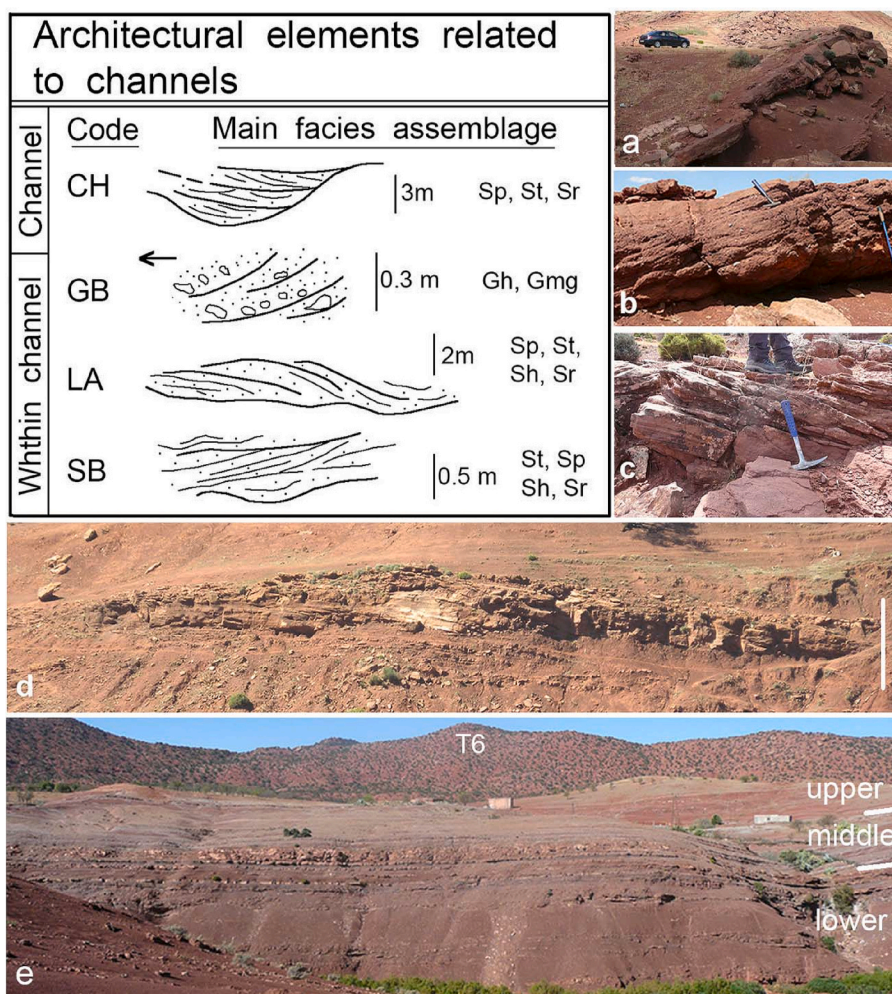 Architectural elements related
to channels
Channel
Whthin channel
Code
Main facies assemblage
CH
3m
Sp, St, Sr
GB
0.3 m
Gh, Gmg
LA
2m
Sp, St,
Sh, Sr
SB
0.5 m
St, Sp
Sh, Sr
a
b
c
d
T6
upper
middle
lower
e